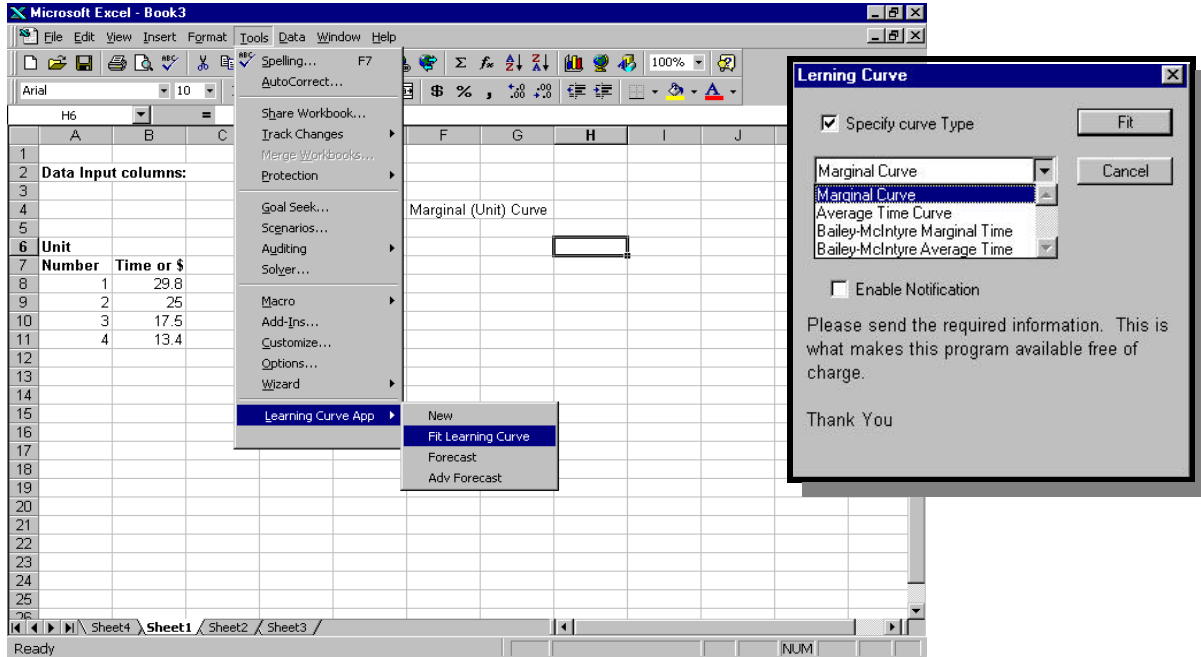 Microsoft Excel - Book3
File Edit View Insert Format Tools Data Window Help
100%
Arial 10 $ % ,
H6 =
A B C F G H I J
1
2 Data Input columns:
3
4 Marginal (Unit) Curve
5
6 Unit
7 Number Time or $
8 1 29.8
9 2 25
10 3 17.5
11 4 13.4
12
13
14
15
16
17
18
19
20
21
22
23
24
25
26
Sheet4 Sheet1 Sheet2 Sheet3
Ready NUM
Spelling... F7
AutoCorrect...
Share Workbook...
Track Changes
Merge Workbooks...
Protection
Goal Seek...
Scenarios...
Auditing
Solver...
Macro
Add-Ins...
Customize...
Options...
Wizard
Learning Curve App
New
Fit Learning Curve
Forecast
Adv Forecast
Lerning Curve
Specify curve Type
Fit
Marginal Curve
Cancel
Marginal Curve
Average Time Curve
Bailey-McIntyre Marginal Time
Bailey-McIntyre Average Time
Enable Notification
Please send the required information. This is
what makes this program available free of
charge.
Thank You